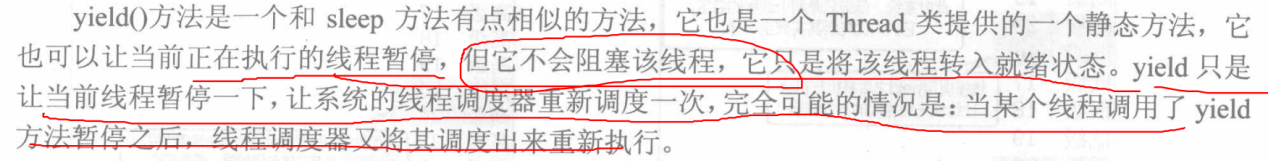 yield()方法是一个和 sleep 方法有点相似的方法，它也是一个 Thread 类提供的一个静态方法，它
也可以让当前正在执行的线程暂停，但它不会阻塞该线程，它只是将该线程转入就绪状态。yield 只是
让当前线程暂停一下，让系统的线程调度器重新调度一次，完全可能的情况是：当某个线程调用了 yield
方法暂停之后，线程调度器又将其调度出来重新执行。